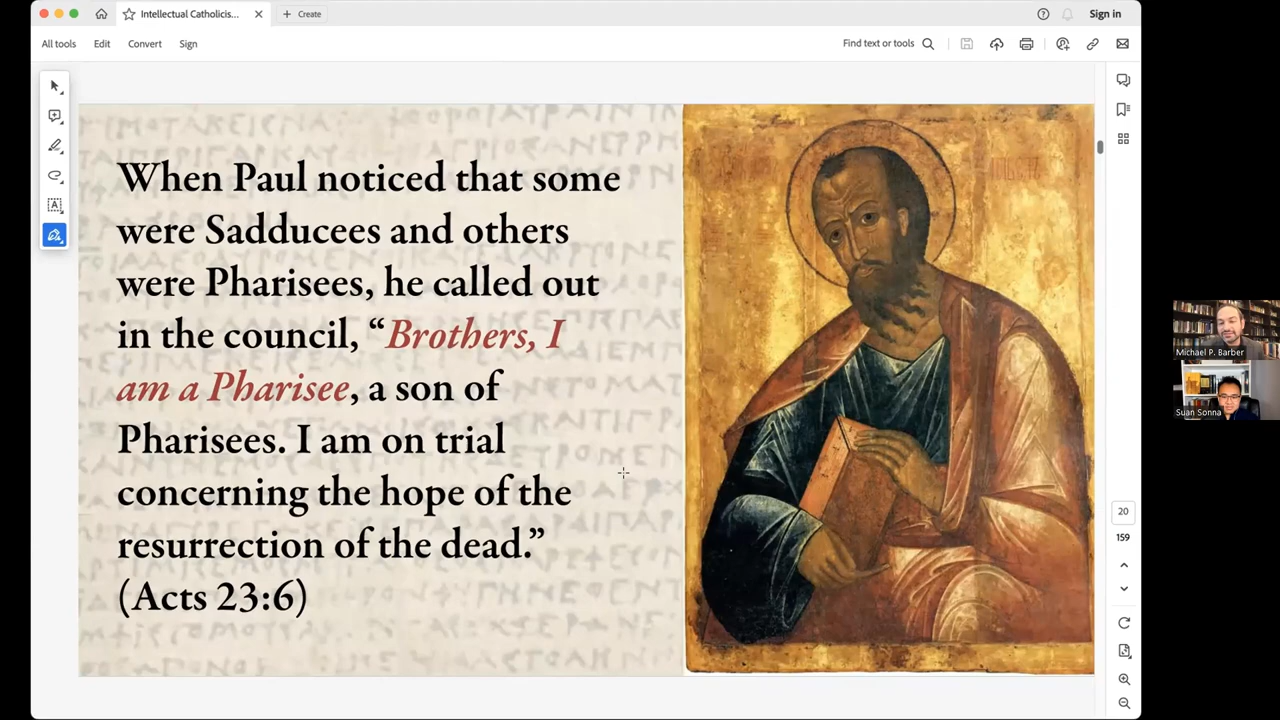 Intellectual Catholicis...
Create
Sign in
All tools
Edit
Convert
Sign
Find text or tools
When Paul noticed that some
were Sadducees and others
were Pharisees, he called out
in the council, “Brothers, I
am a Pharisee, a son of
Pharisees. I am on trial
concerning the hope of the
resurrection of the dead.”
(Acts 23:6)
Michael P. Barber
Suan Sonna
20
159